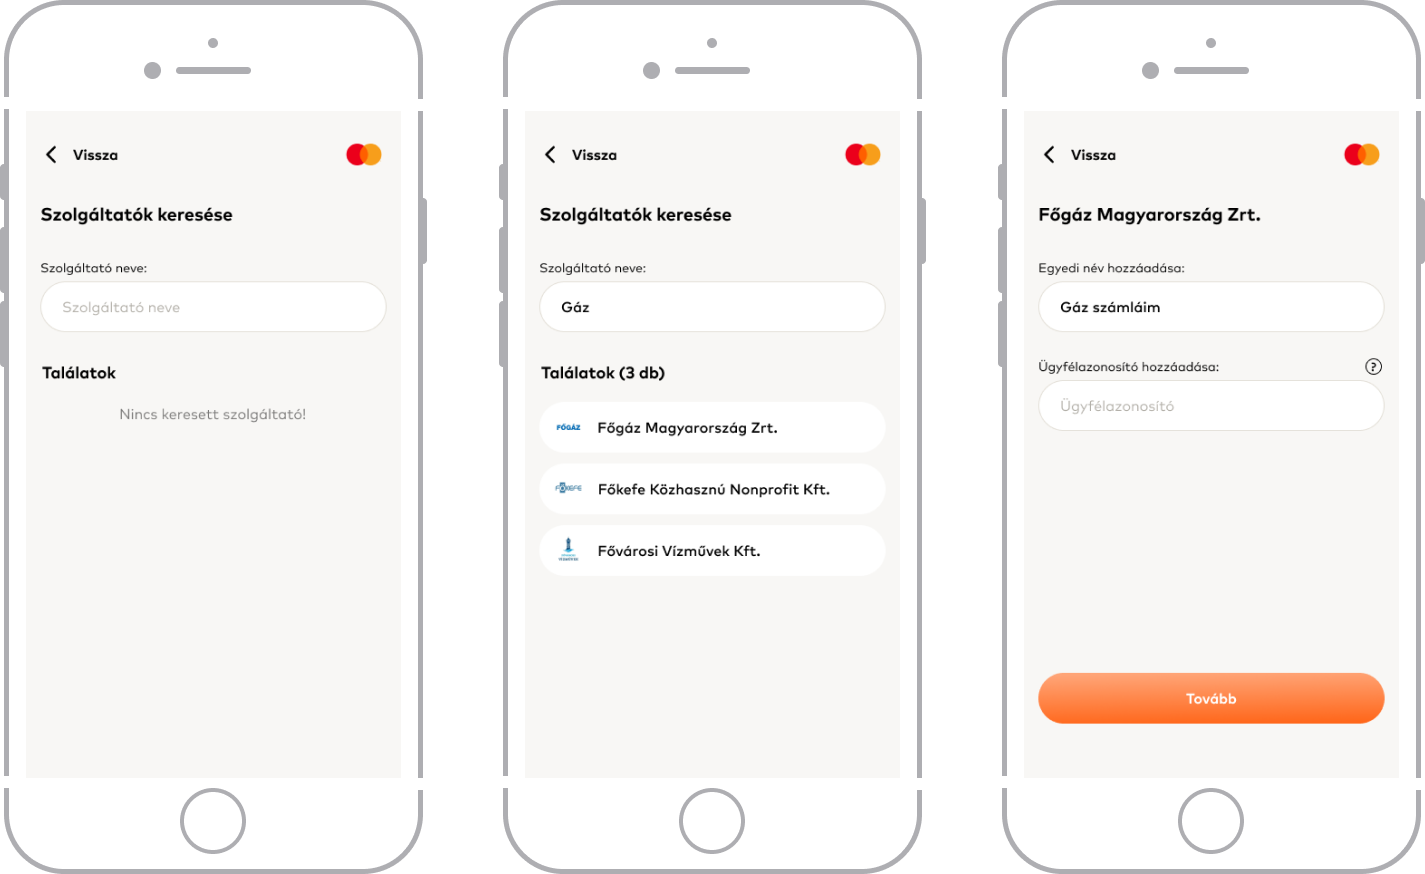 Vissza
Szolgáltatók keresése
Szolgáltató neve:
Szolgáltató neve
Találatok
Nincs keresett szolgáltató!
Vissza
Szolgáltatók keresése
Szolgáltató neve:
Gáz
Találatok (3 db)
FŐGÁZ
Főgáz Magyarország Zrt.
FŐKEFE
Főkefe Közhasznú Nonprofit Kft.
Fővárosi Vízművek Kft.
Vissza
Főgáz Magyarország Zrt.
Egyedi név hozzáadása:
Gáz számláim
Ügyfélazonosító hozzáadása:
?
Ügyfélazonosító
Tovább